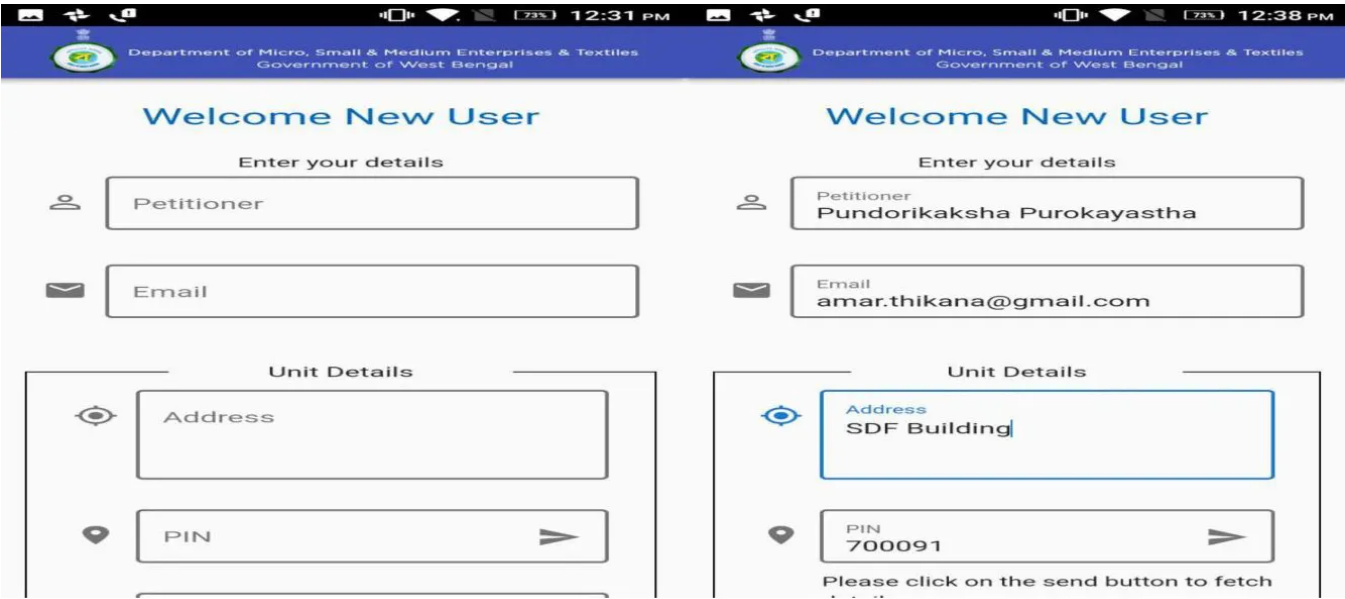 73% 12:31 PM
Department of Micro, Small & Medium Enterprises & Textiles
Government of West Bengal
Welcome New User
Enter your details
Petitioner
Email
Unit Details
Address
PIN
73% 12:38 PM
Department of Micro, Small & Medium Enterprises & Textiles
Government of West Bengal
Welcome New User
Enter your details
Petitioner
Pundorikaksha Purokayastha
Email
amar.thikana@gmail.com
Unit Details
Address
SDF Building
PIN
700091
Please click on the send button to fetch